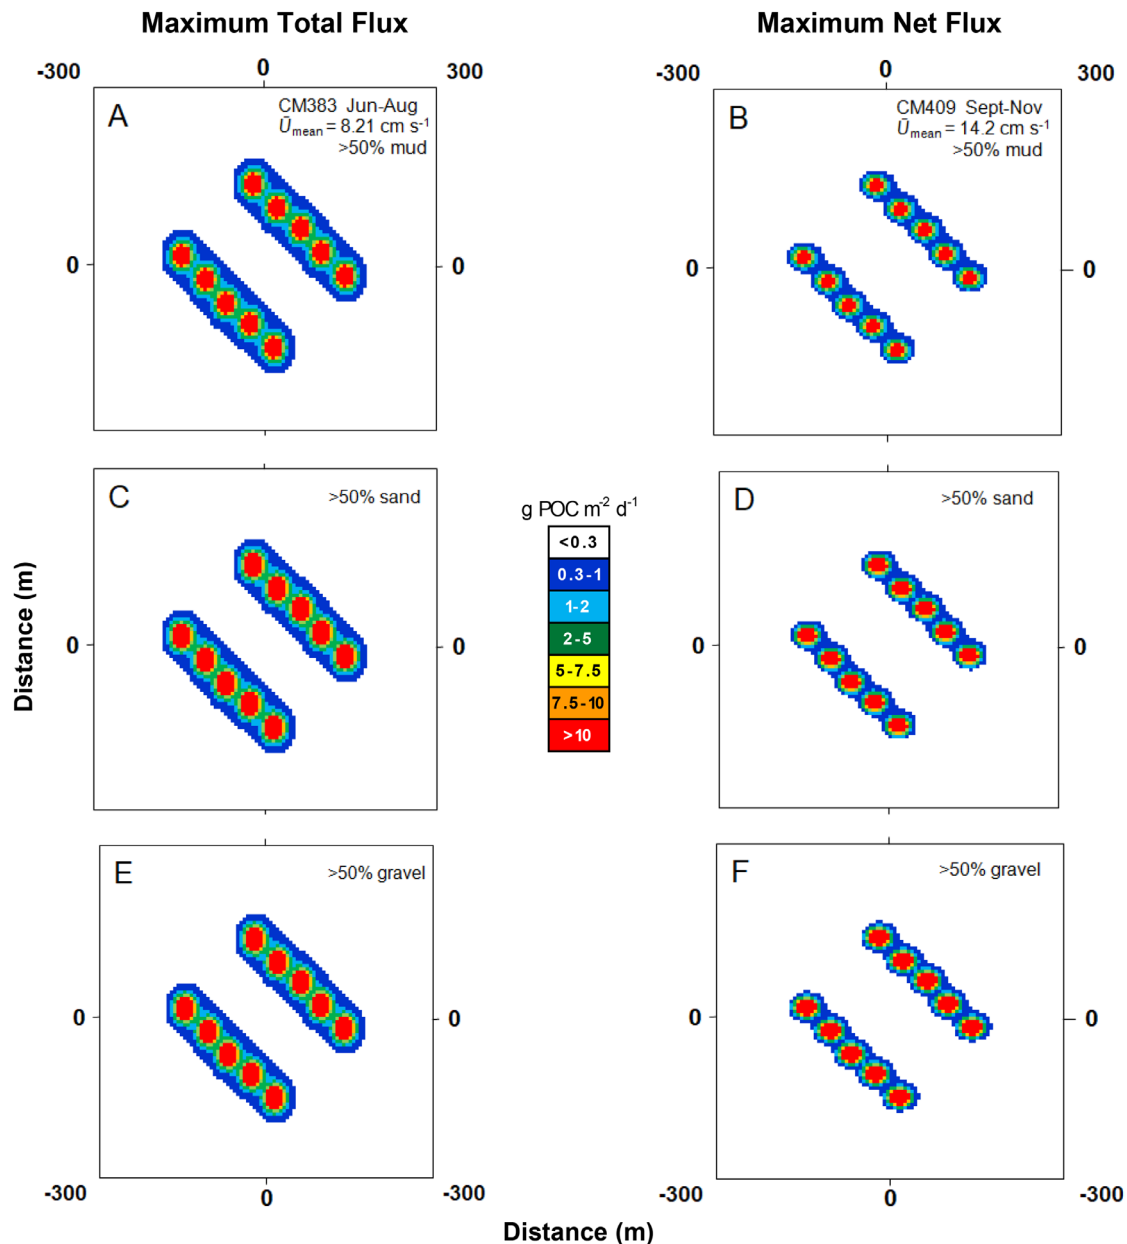 Maximum Total Flux
Maximum Net Flux
-300 0 300
-300 0 300
A
CM383 Jun-Aug
Ūmean = 8.21 cm s-1
>50% mud
0 0
B
CM409 Sept-Nov
Ūmean = 14.2 cm s-1
>50% mud
0 0
C
>50% sand
0 0
g POC m-2 d-1
<0.3
0.3-1
1-2
2-5
5-7.5
7.5-10
>10
D
>50% sand
0 0
Distance (m)
E
>50% gravel
0 0
F
>50% gravel
0 0
-300 0 -300
-300 0 -300
Distance (m)